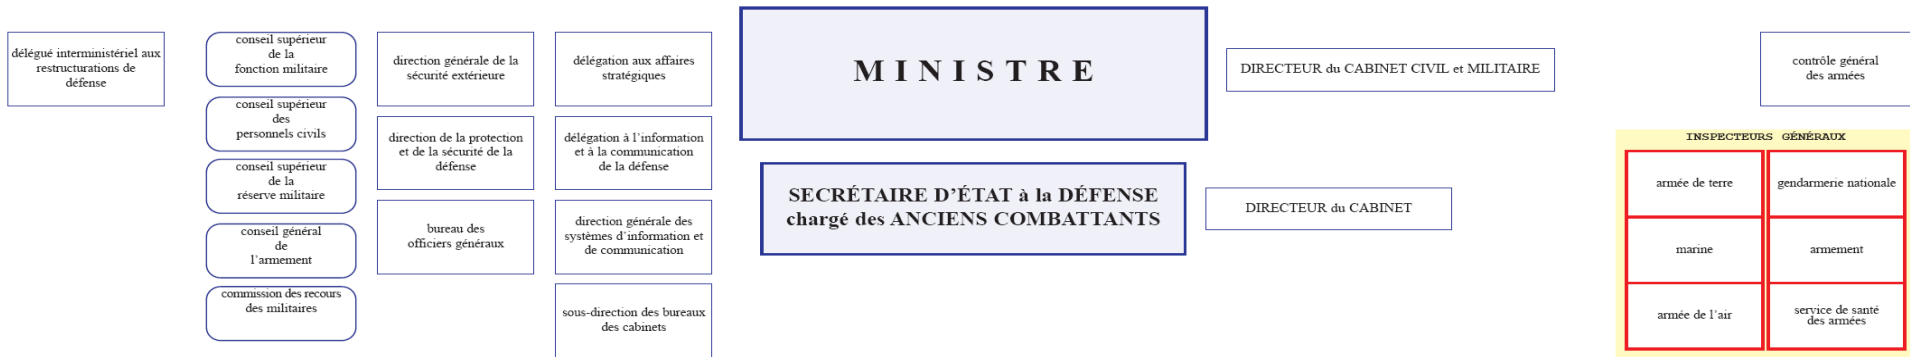 délégué interministériel aux
restructurations de
défense
conseil supérieur
de la
fonction militaire
conseil supérieur
des
personnels civils
conseil supérieur
de la
réserve militaire
conseil général
de
l’armement
commission des recours
des militaires
direction générale de la
sécurité extérieure
direction de la protection
et de la sécurité de la
défense
bureau des
officiers généraux
délégation aux affaires
stratégiques
délégation à l’information
et à la communication
de la défense
direction générale des
systèmes d’information et
de communication
sous-direction des bureaux
des cabinets
MINISTRE
SECRÉTAIRE D’ÉTAT à la DÉFENSE
chargé des ANCIENS COMBATTANTS
DIRECTEUR du CABINET CIVIL et MILITAIRE
DIRECTEUR du CABINET
contrôle général
des armées
INSPECTEURS GÉNÉRAUX
armée de terre
gendarmerie nationale
marine
armement
armée de l’air
service de santé
des armées